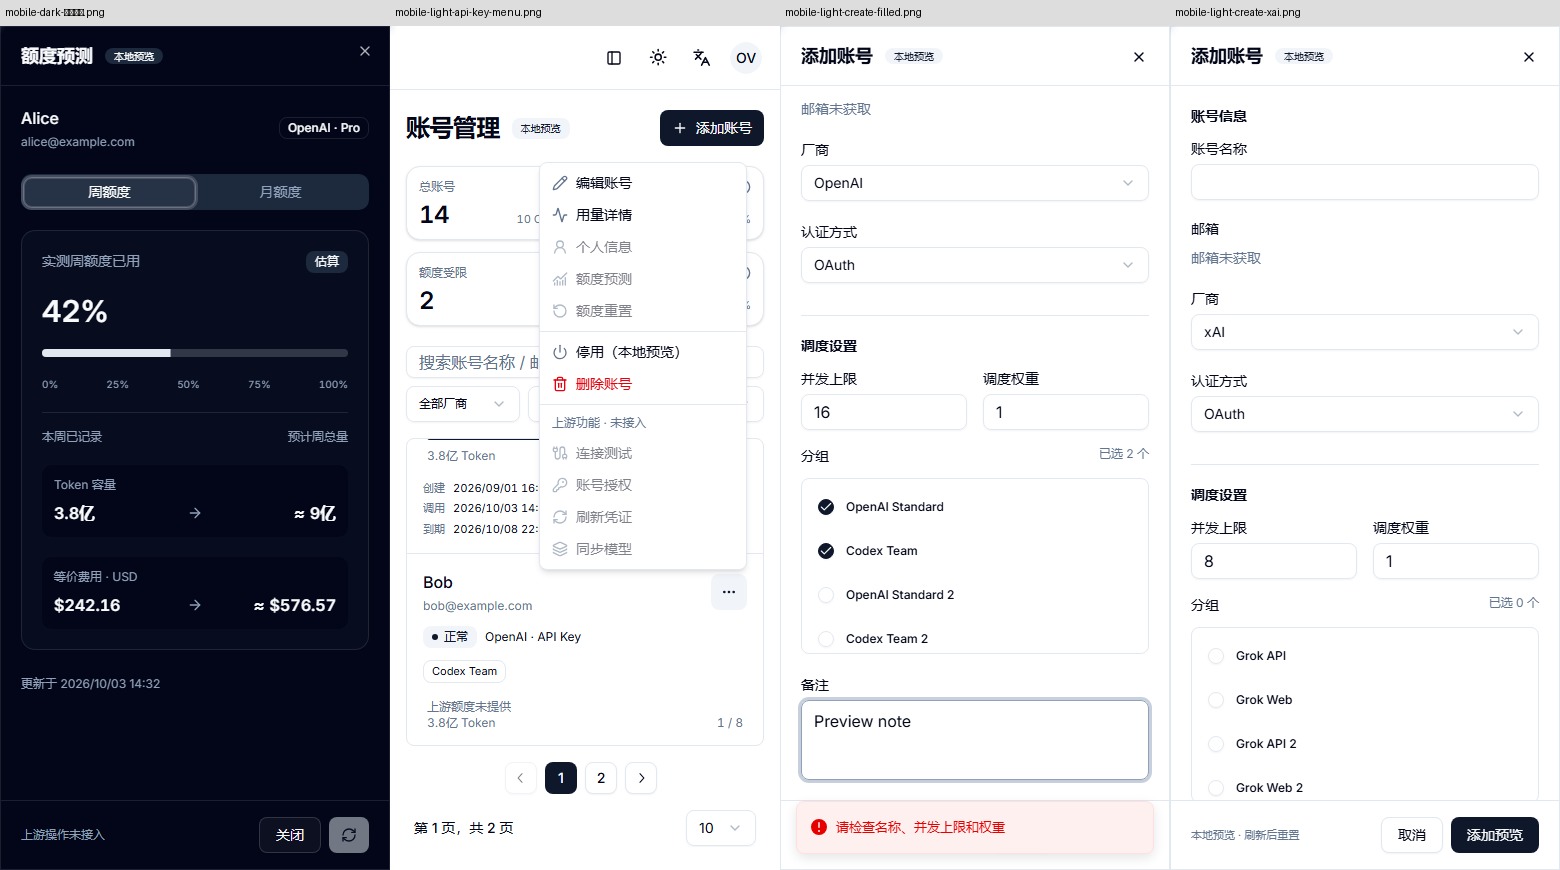 mobile-dark-
额度预测
本地预览
Alice
OpenAI · Pro
alice@example.com
周额度
月额度
实测周额度已用
估算
42%
0% 25% 50% 75% 100%
本周已记录
预计周总量
Token 容量
3.8亿 → ≈ 9亿
等价费用 · USD
$242.16 → ≈ $576.57
更新于 2026/10/03 14:32
上游操作未接入
关闭
mobile-light-api-key-menu.png
OV
账号管理
本地预览
添加账号
总账号
14
10 
额度受限
2
搜索账号名称 /
全部厂商
3.8亿 Token
创建 2026/09/01 16:
调用 2026/10/03 14:
到期 2026/10/08 22:
编辑账号
用量详情
个人信息
额度预测
额度重置
停用（本地预览）
删除账号
上游功能 · 未接入
连接测试
账号授权
刷新凭证
同步模型
Bob
bob@example.com
正常
OpenAI · API Key
Codex Team
上游额度未提供
3.8亿 Token
1 / 8
1
2
第 1 页，共 2 页
10
mobile-light-create-filled.png
添加账号
本地预览
邮箱未获取
厂商
OpenAI
认证方式
OAuth
调度设置
并发上限
调度权重
16
1
分组
已选 2 个
OpenAI Standard
Codex Team
OpenAI Standard 2
Codex Team 2
备注
Preview note
请检查名称、并发上限和权重
mobile-light-create-xai.png
添加账号
本地预览
账号信息
账号名称
邮箱
邮箱未获取
厂商
xAI
认证方式
OAuth
调度设置
并发上限
调度权重
8
1
分组
已选 0 个
Grok API
Grok Web
Grok API 2
Grok Web 2
本地预览 · 刷新后重置
取消
添加预览